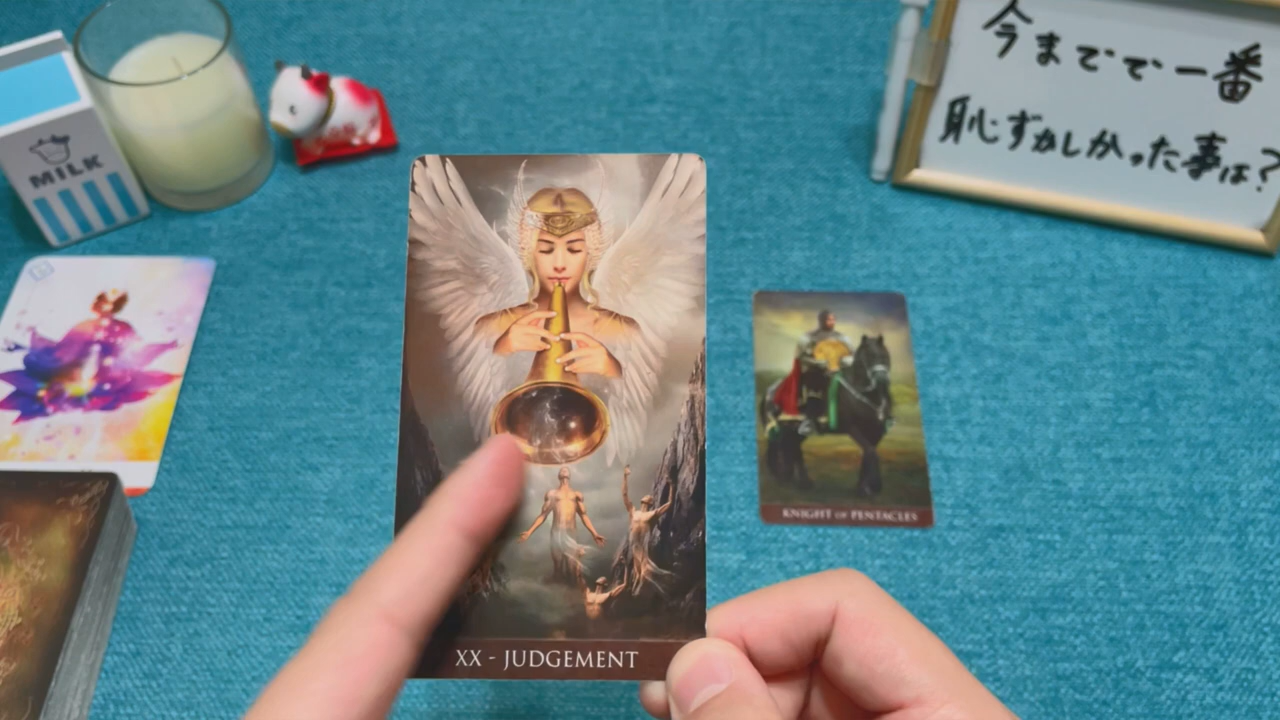 今までで一番
恥ずかしかった事は?
MILK
KNIGHT OF PENTACLES
XX - JUDGEMENT